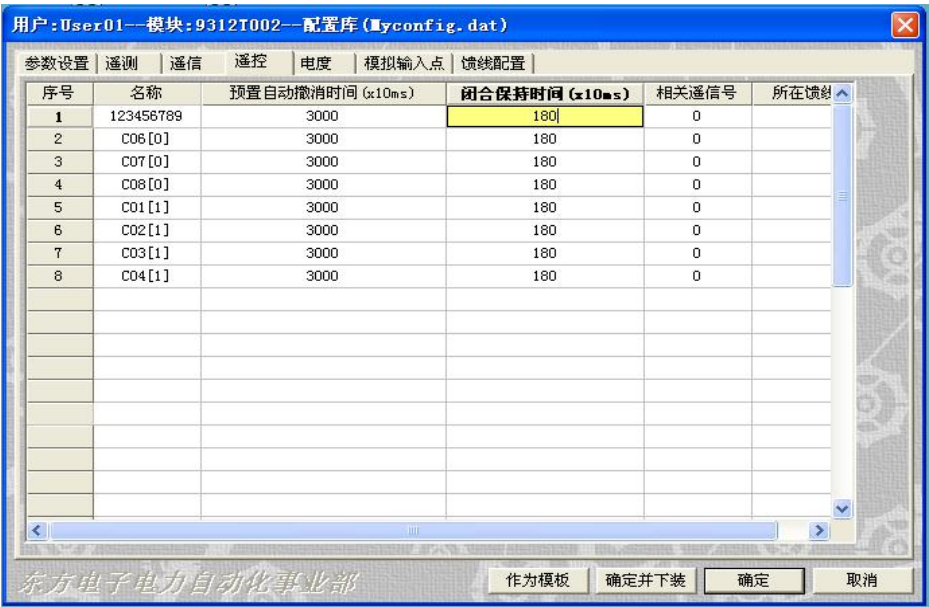 用户:User01--模块:9312T002--配置库(Myconfig.dat)
参数设置 遥测 遥信 遥控 电度 模拟输入点 馈线配置
序号 名称 预置自动撤消时间(x10ms) 闭合保持时间(x10ms) 相关遥信号 所在馈线
1 123456789 3000 180 0
2 C06[0] 3000 180 0
3 C07[0] 3000 180 0
4 C08[0] 3000 180 0
5 C01[1] 3000 180 0
6 C02[1] 3000 180 0
7 C03[1] 3000 180 0
8 C04[1] 3000 180 0
东方电子电力自动化事业部 作为模板 确定并下装 确定 取消